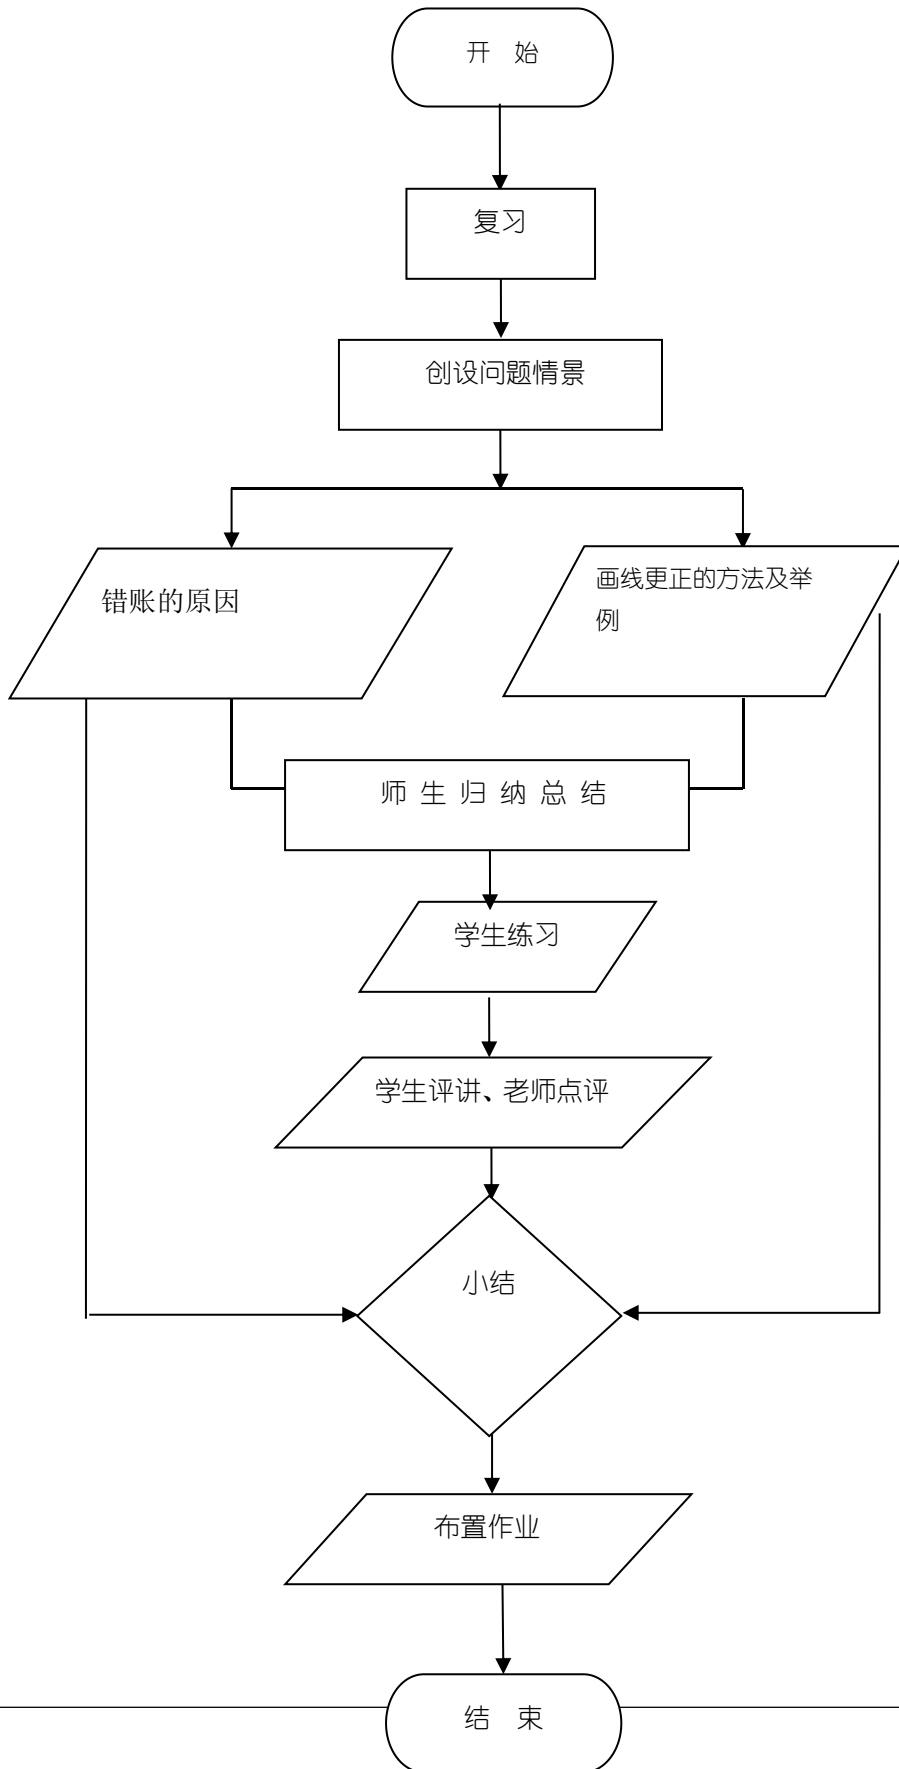 开 始
复习
创设问题情景
错账的原因
画线更正的方法及举
例
师 生 归 纳 总 结
学生练习
学生评讲、老师点评
小结
布置作业
结 束